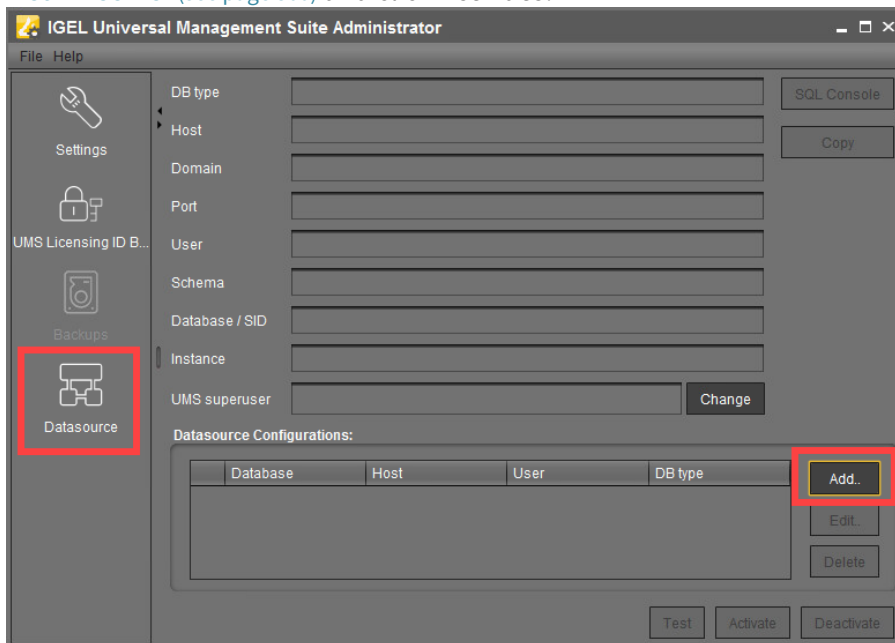 IGEL Universal Management Suite Administrator
File Help
Settings
UMS Licensing ID B...
Backups
Datasource
DB type
Host
Domain
Port
User
Schema
Database / SID
Instance
UMS superuser
Change
SQL Console
Copy
Datasource Configurations:
Database Host User DB type
Add..
Edit..
Delete
Test Activate Deactivate